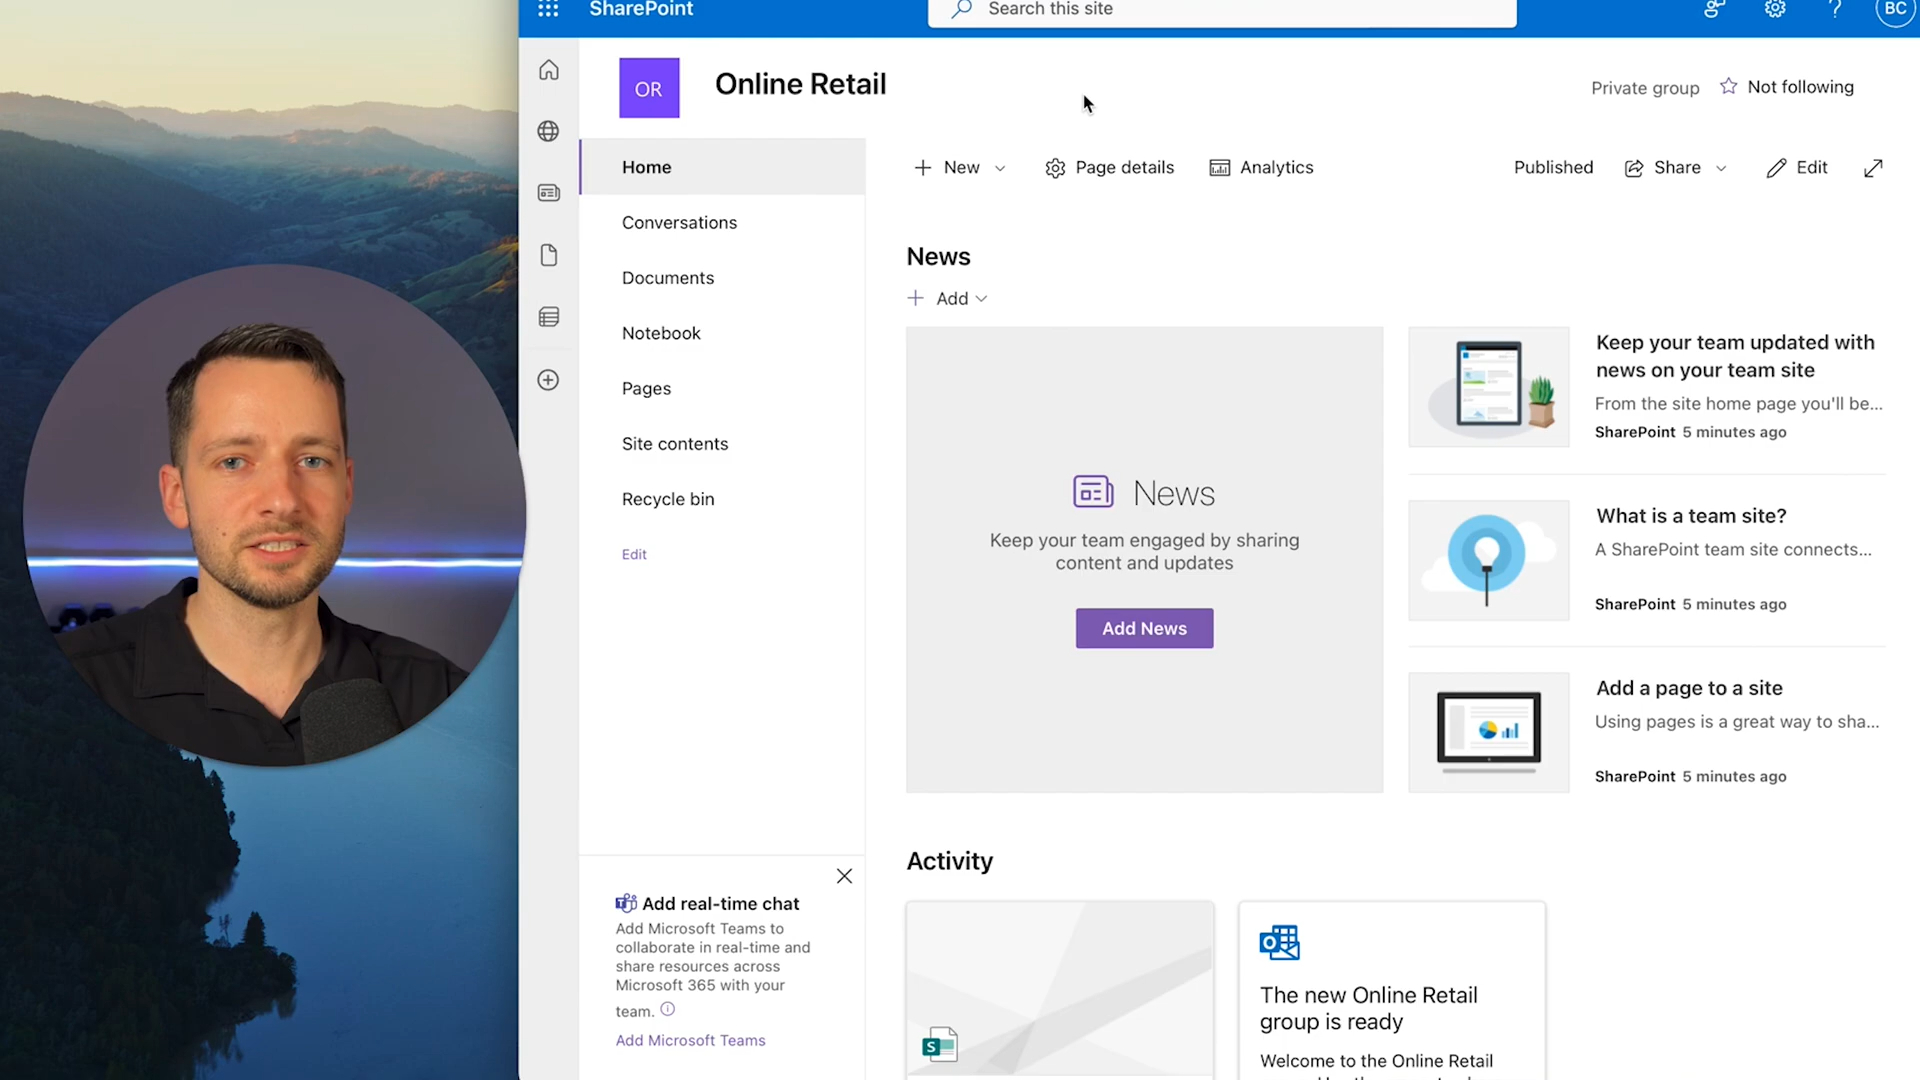 SharePoint
Search this site
BC
OR
Online Retail
Private group
Not following
Home
Conversations
Documents
Notebook
Pages
Site contents
Recycle bin
Edit
New
Page details
Analytics
Published
Share
Edit
News
Add
News
Keep your team engaged by sharing
content and updates
Add News
Keep your team updated with
news on your team site
From the site home page you'll be...
SharePoint 5 minutes ago
What is a team site?
A SharePoint team site connects...
SharePoint 5 minutes ago
Add a page to a site
Using pages is a great way to sha...
SharePoint 5 minutes ago
Add real-time chat
Add Microsoft Teams to
collaborate in real-time and
share resources across
Microsoft 365 with your
team.
Add Microsoft Teams
Activity
S
O
The new Online Retail
group is ready
Welcome to the Online Retail